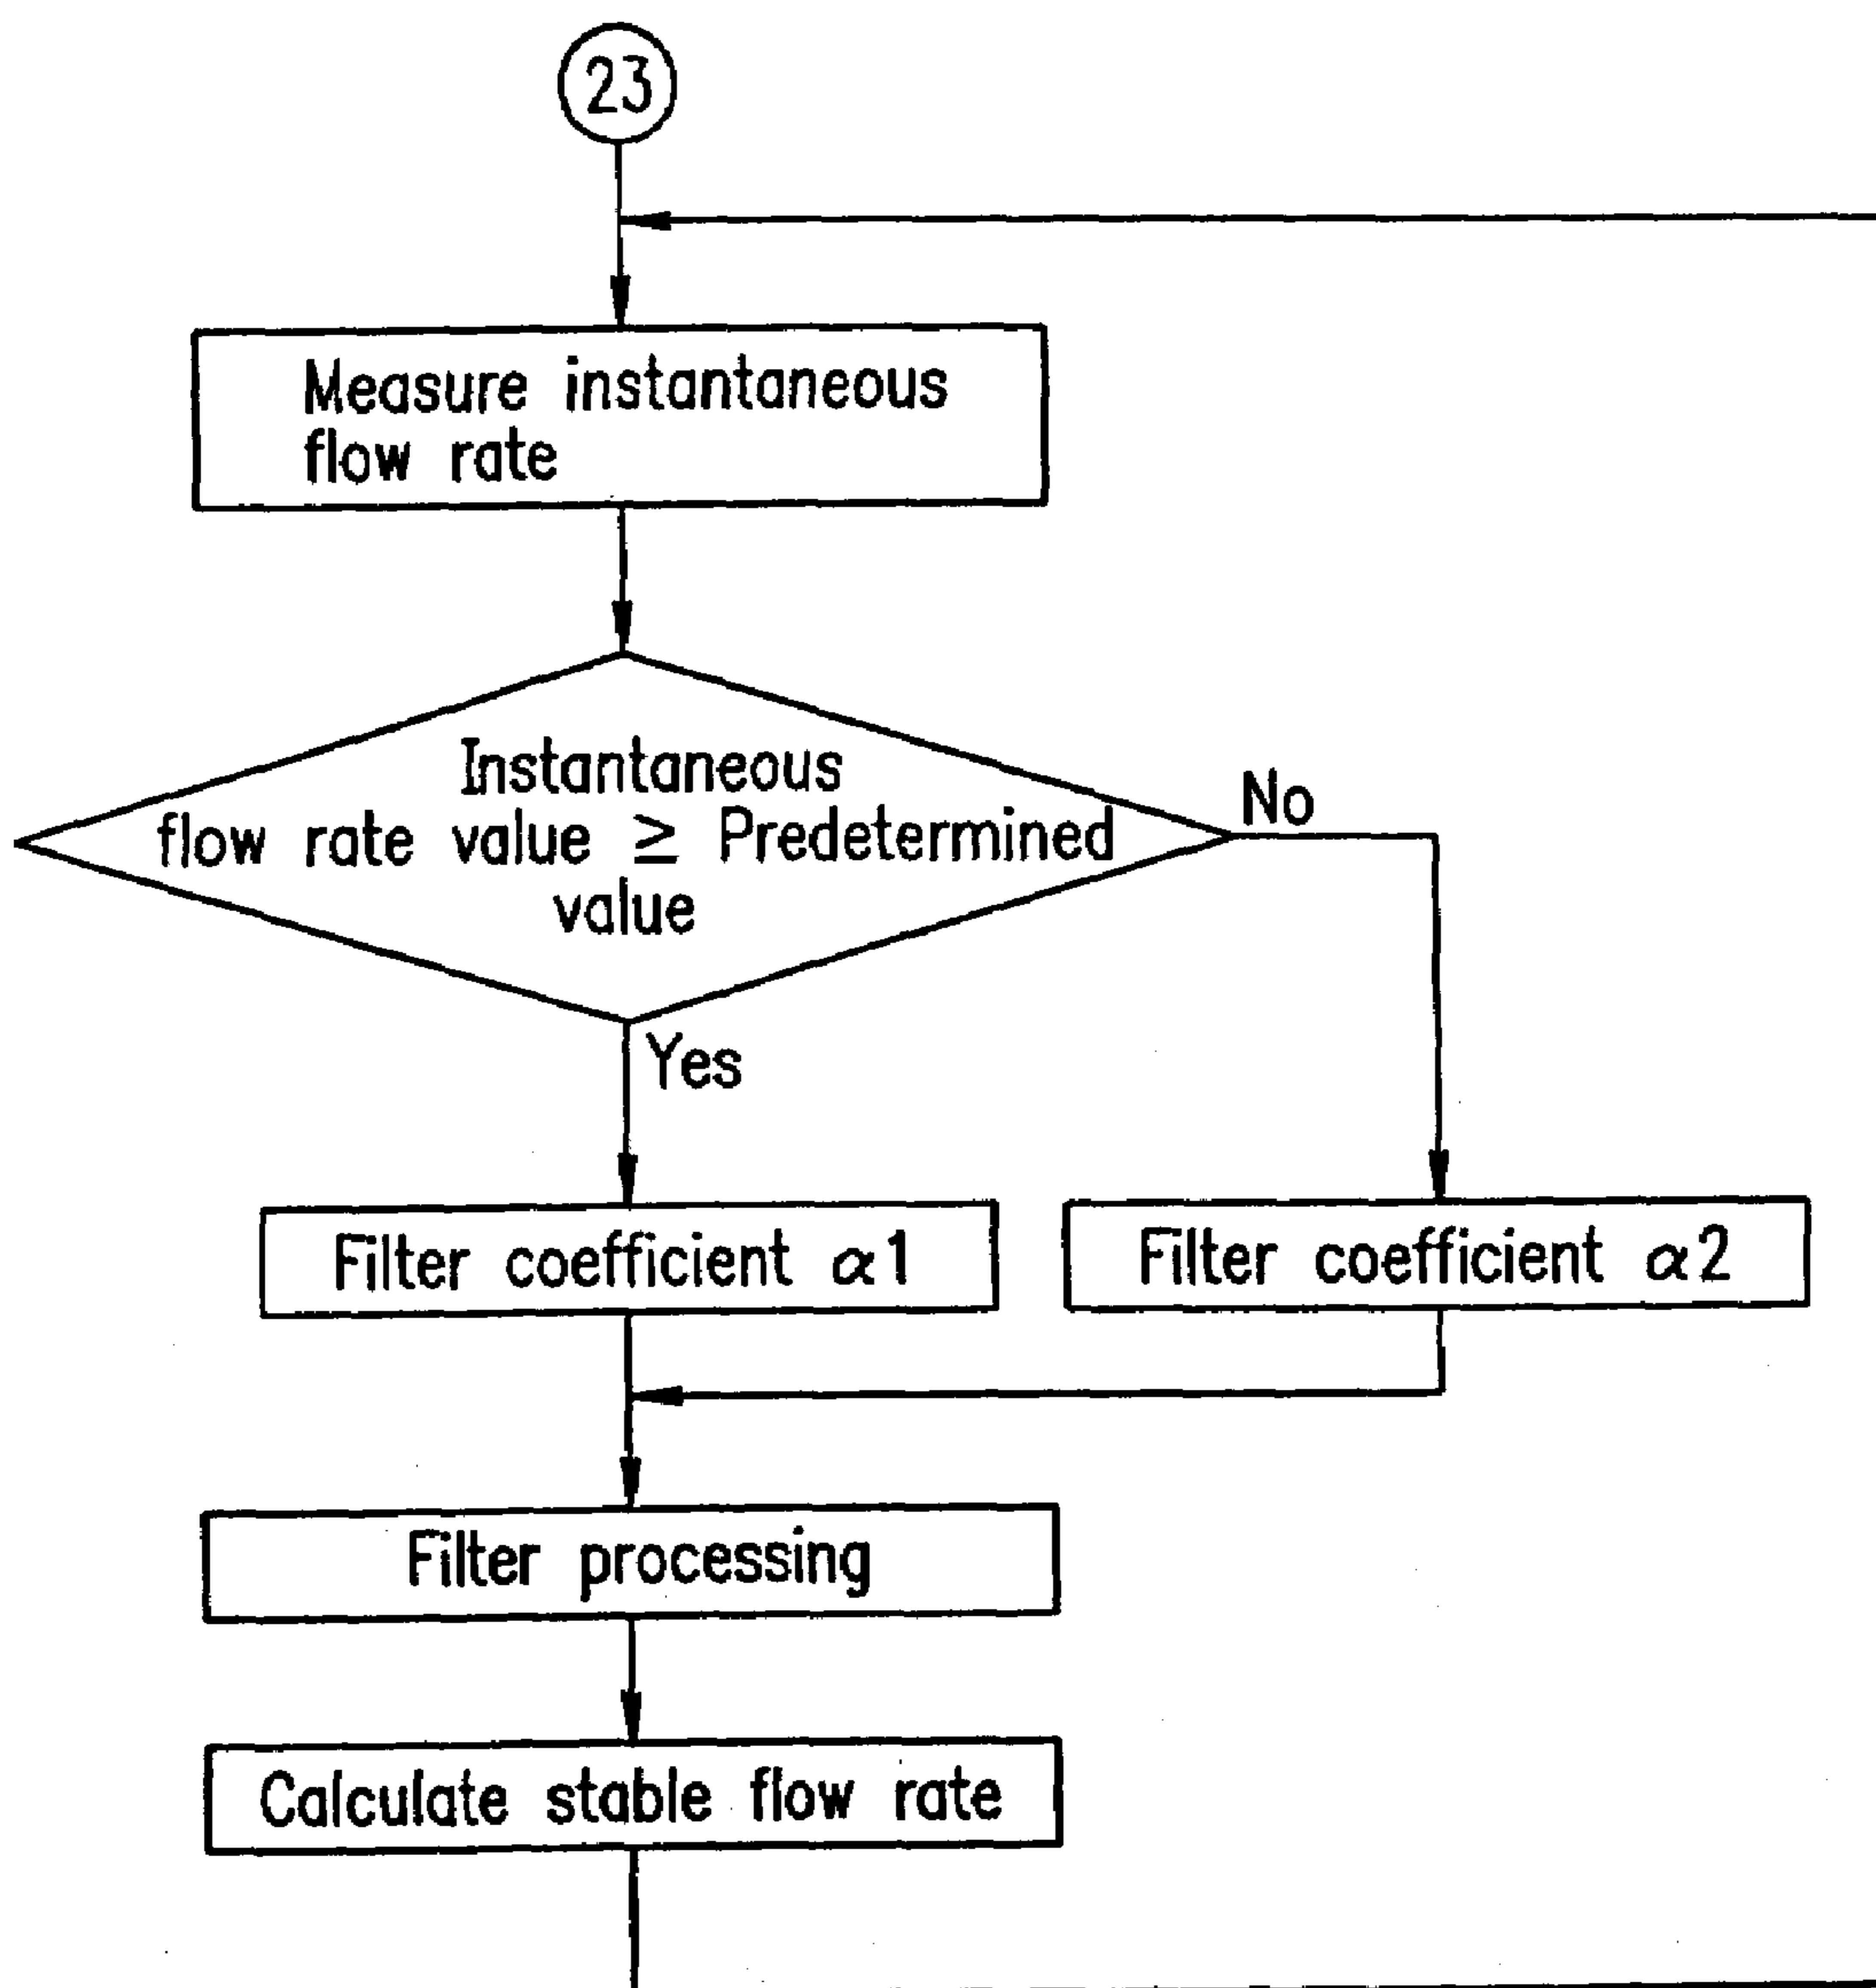 23
Measure instantaneous
flow rate
Instantaneous
flow rate value ≥ Predetermined
value
No
Yes
Filter coefficient α1
Filter coefficient α2
Filter processing
Calculate stable flow rate